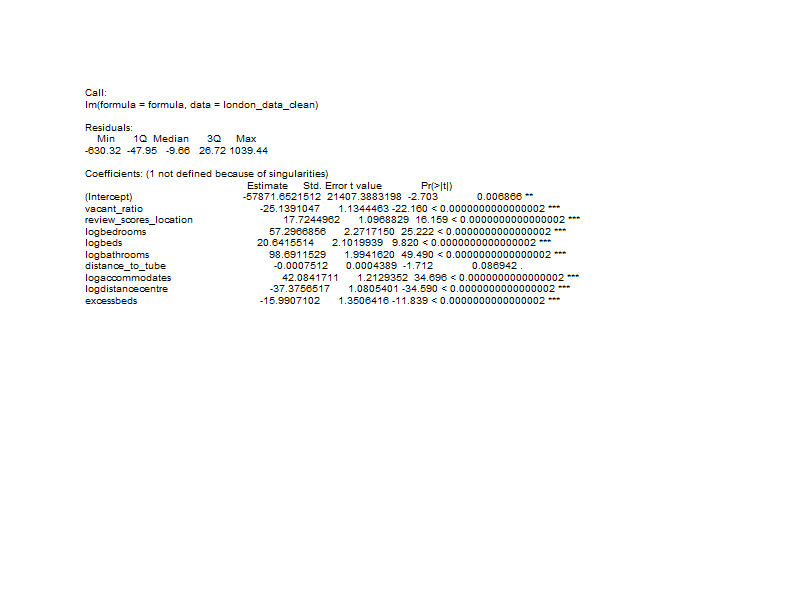 Call:
lm(formula = formula, data = london_data_clean)
Residuals:
Min 1Q Median 3Q Max
-630.32 -47.95 -9.66 26.72 1039.44
Coefficients: (1 not defined because of singularities)
Estimate Std. Error t value Pr(>|t|)
(Intercept) -57871.6521512 21407.3883198 -2.703 0.006866 **
vacant_ratio -25.1391047 1.1344463 -22.160 < 0.0000000000000002 ***
review_scores_location 17.7244962 1.0968829 16.159 < 0.0000000000000002 ***
logbedrooms 57.2966856 2.2717150 25.222 < 0.0000000000000002 ***
logbeds 20.6415514 2.1019939 9.820 < 0.0000000000000002 ***
logbathrooms 98.6911529 1.9941620 49.490 < 0.0000000000000002 ***
distance_to_tube -0.0007512 0.0004389 -1.712 0.086942 .
logaccommodates 42.0841711 1.2129352 34.696 < 0.0000000000000002 ***
logdistancecentre -37.3756517 1.0805401 -34.590 < 0.0000000000000002 ***
excessbeds -15.9907102 1.3506416 -11.839 < 0.0000000000000002 ***